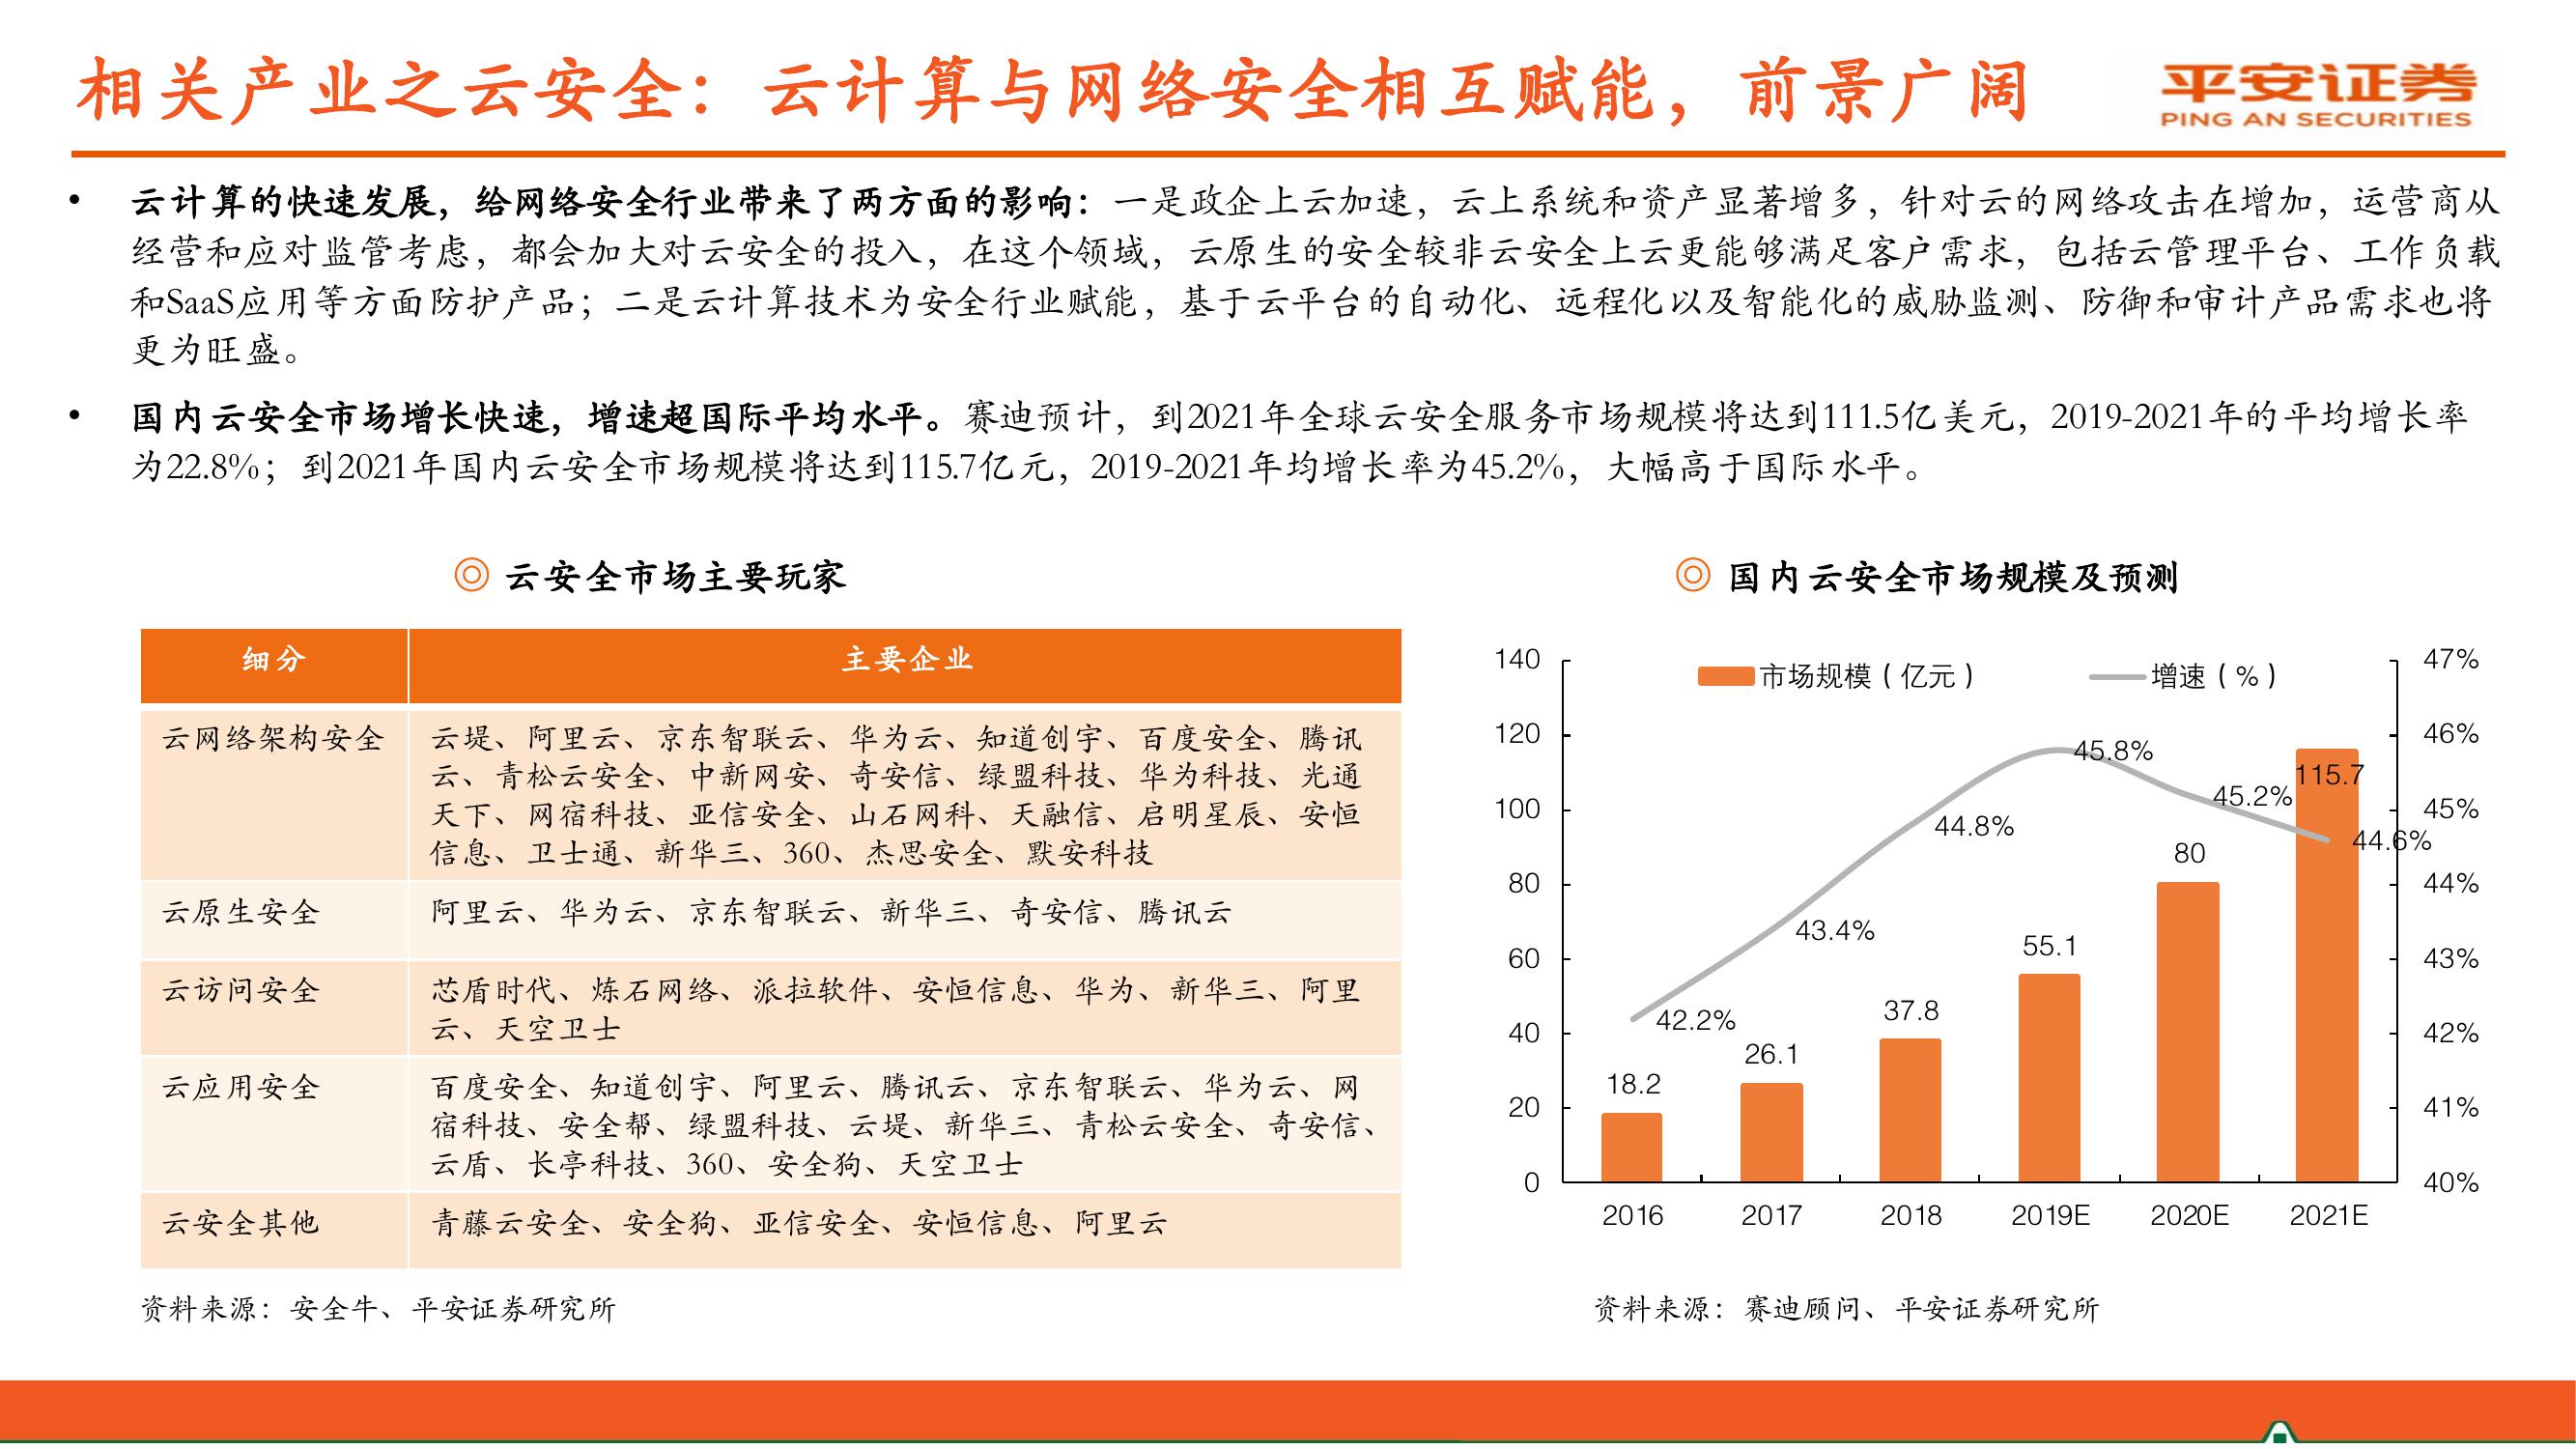 相关产业之云安全：云计算与网络安全相互赋能，前景广阔
平安证券
PING AN SECURITIES
• 云计算的快速发展，给网络安全行业带来了两方面的影响：一是政企上云加速，云上系统和资产显著增多，针对云的网络攻击在增加，运营商从
经营和应对监管考虑，都会加大对云安全的投入，在这个领域，云原生的安全较非云安全上云更能够满足客户需求，包括云管理平台、工作负载
和SaaS应用等方面防护产品；二是云计算技术为安全行业赋能，基于云平台的自动化、远程化以及智能化的威胁监测、防御和审计产品需求也将
更为旺盛。
• 国内云安全市场增长快速，增速超国际平均水平。赛迪预计，到2021年全球云安全服务市场规模将达到111.5亿美元，2019-2021年的平均增长率
为22.8%；到2021年国内云安全市场规模将达到115.7亿元，2019-2021年均增长率为45.2%，大幅高于国际水平。
云安全市场主要玩家
细分 主要企业
云网络架构安全 云堤、阿里云、京东智联云、华为云、知道创宇、百度安全、腾讯
云、青松云安全、中新网安、奇安信、绿盟科技、华为科技、光通
天下、网宿科技、亚信安全、山石网科、天融信、启明星辰、安恒
信息、卫士通、新华三、360、杰思安全、默安科技
云原生安全 阿里云、华为云、京东智联云、新华三、奇安信、腾讯云
云访问安全 芯盾时代、炼石网络、派拉软件、安恒信息、华为、新华三、阿里
云、天空卫士
云应用安全 百度安全、知道创宇、阿里云、腾讯云、京东智联云、华为云、网
宿科技、安全帮、绿盟科技、云堤、新华三、青松云安全、奇安信、
云盾、长亭科技、360、安全狗、天空卫士
云安全其他 青藤云安全、安全狗、亚信安全、安恒信息、阿里云
资料来源：安全牛、平安证券研究所
国内云安全市场规模及预测
市场规模（亿元） 增速（%）
140 47%
120 46%
100 45%
80 44%
60 43%
40 42%
20 41%
0 40%
45.8%
115.7
45.2%
44.8%
44.6%
80
43.4%
55.1
42.2%
37.8
26.1
18.2
2016 2017 2018 2019E 2020E 2021E
资料来源：赛迪顾问、平安证券研究所